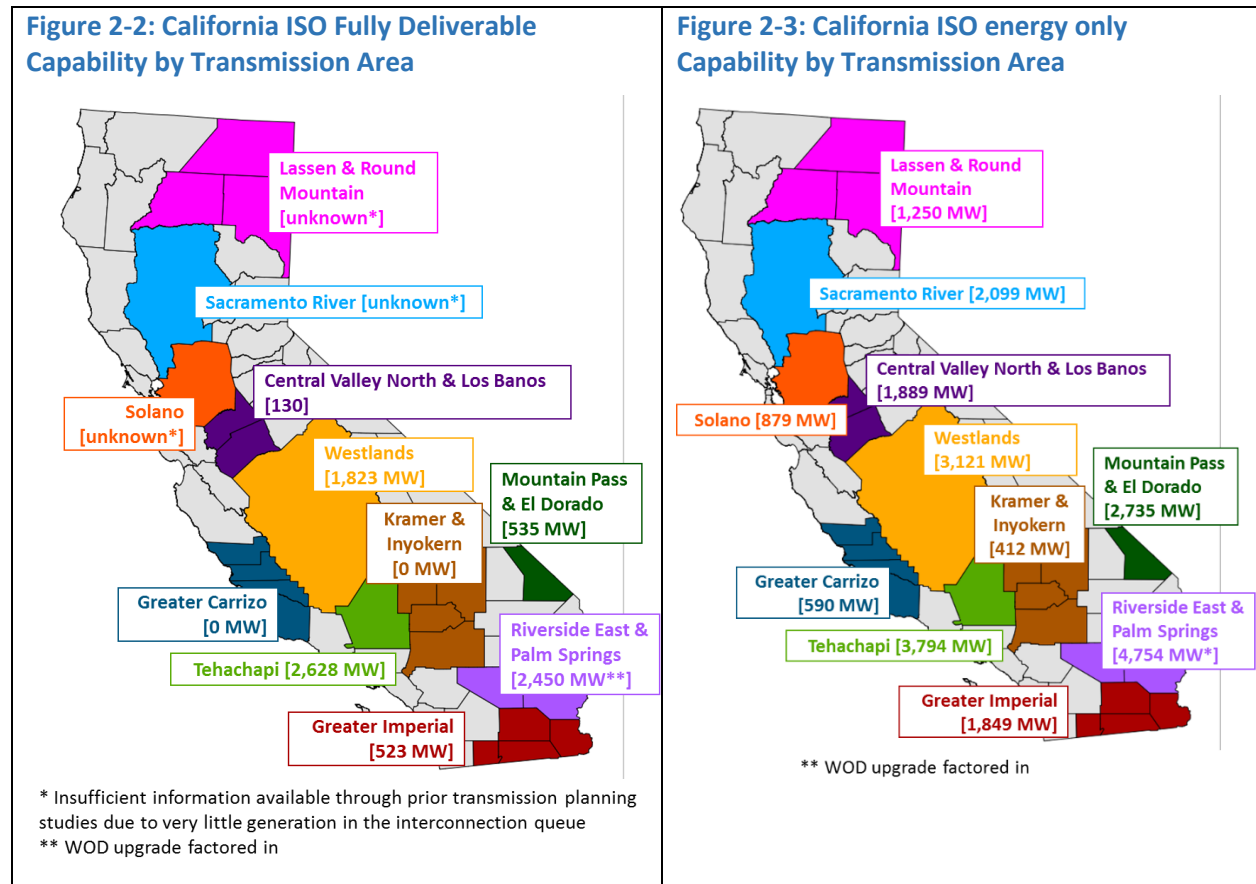 Figure 2-2: California ISO Fully Deliverable
Capability by Transmission Area
Lassen & Round
Mountain
[unknown*]
Sacramento River [unknown*]
Central Valley North & Los Banos
[130]
Solano
[unknown*]
Westlands
[1,823 MW]
Mountain Pass
& El Dorado
[535 MW]
Kramer &
Inyokern
[0 MW]
Greater Carrizo
[0 MW]
Riverside East &
Palm Springs
[2,450 MW**]
Tehachapi [2,628 MW]
Greater Imperial
[523 MW]
* Insufficient information available through prior transmission planning
studies due to very little generation in the interconnection queue
** WOD upgrade factored in
Figure 2-3: California ISO energy only
Capability by Transmission Area
Lassen & Round
Mountain
[1,250 MW]
Sacramento River [2,099 MW]
Central Valley North & Los Banos
[1,889 MW]
Solano [879 MW]
Westlands
[3,121 MW]
Mountain Pass
& El Dorado
[2,735 MW]
Kramer &
Inyokern
[412 MW]
Greater Carrizo
[590 MW]
Riverside East &
Palm Springs
[4,754 MW*]
Tehachapi [3,794 MW]
Greater Imperial
[1,849 MW]
** WOD upgrade factored in